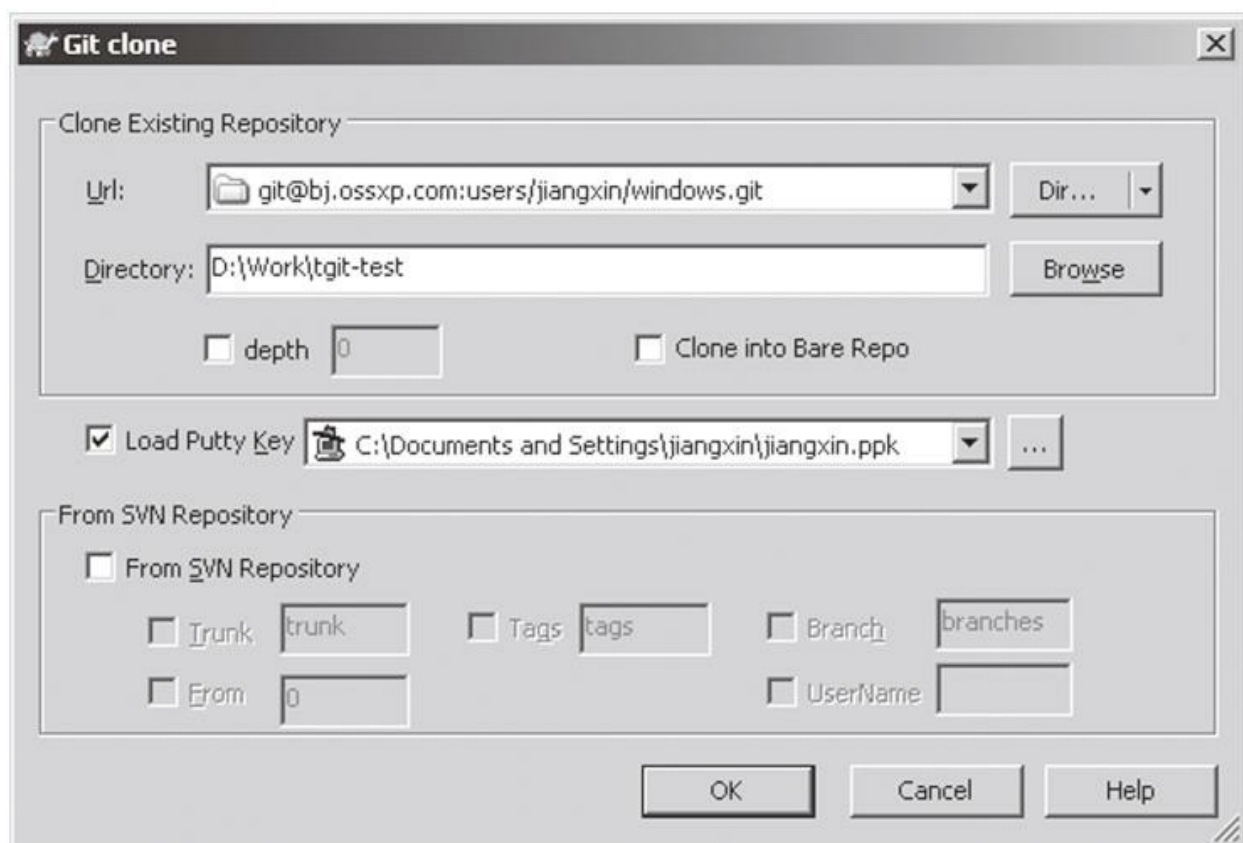 Git clone
Clone Existing Repository
Url: git@bj.ossxp.com:users/jiangxin/windows.git Dir...
Directory: D:\Work\tgit-test Browse
depth 0 Clone into Bare Repo
Load Putty Key C:\Documents and Settings\jiangxin\jiangxin.ppk ...
From SVN Repository
From SVN Repository
Trunk trunk Tags tags Branch branches
From 0 UserName
OK Cancel Help